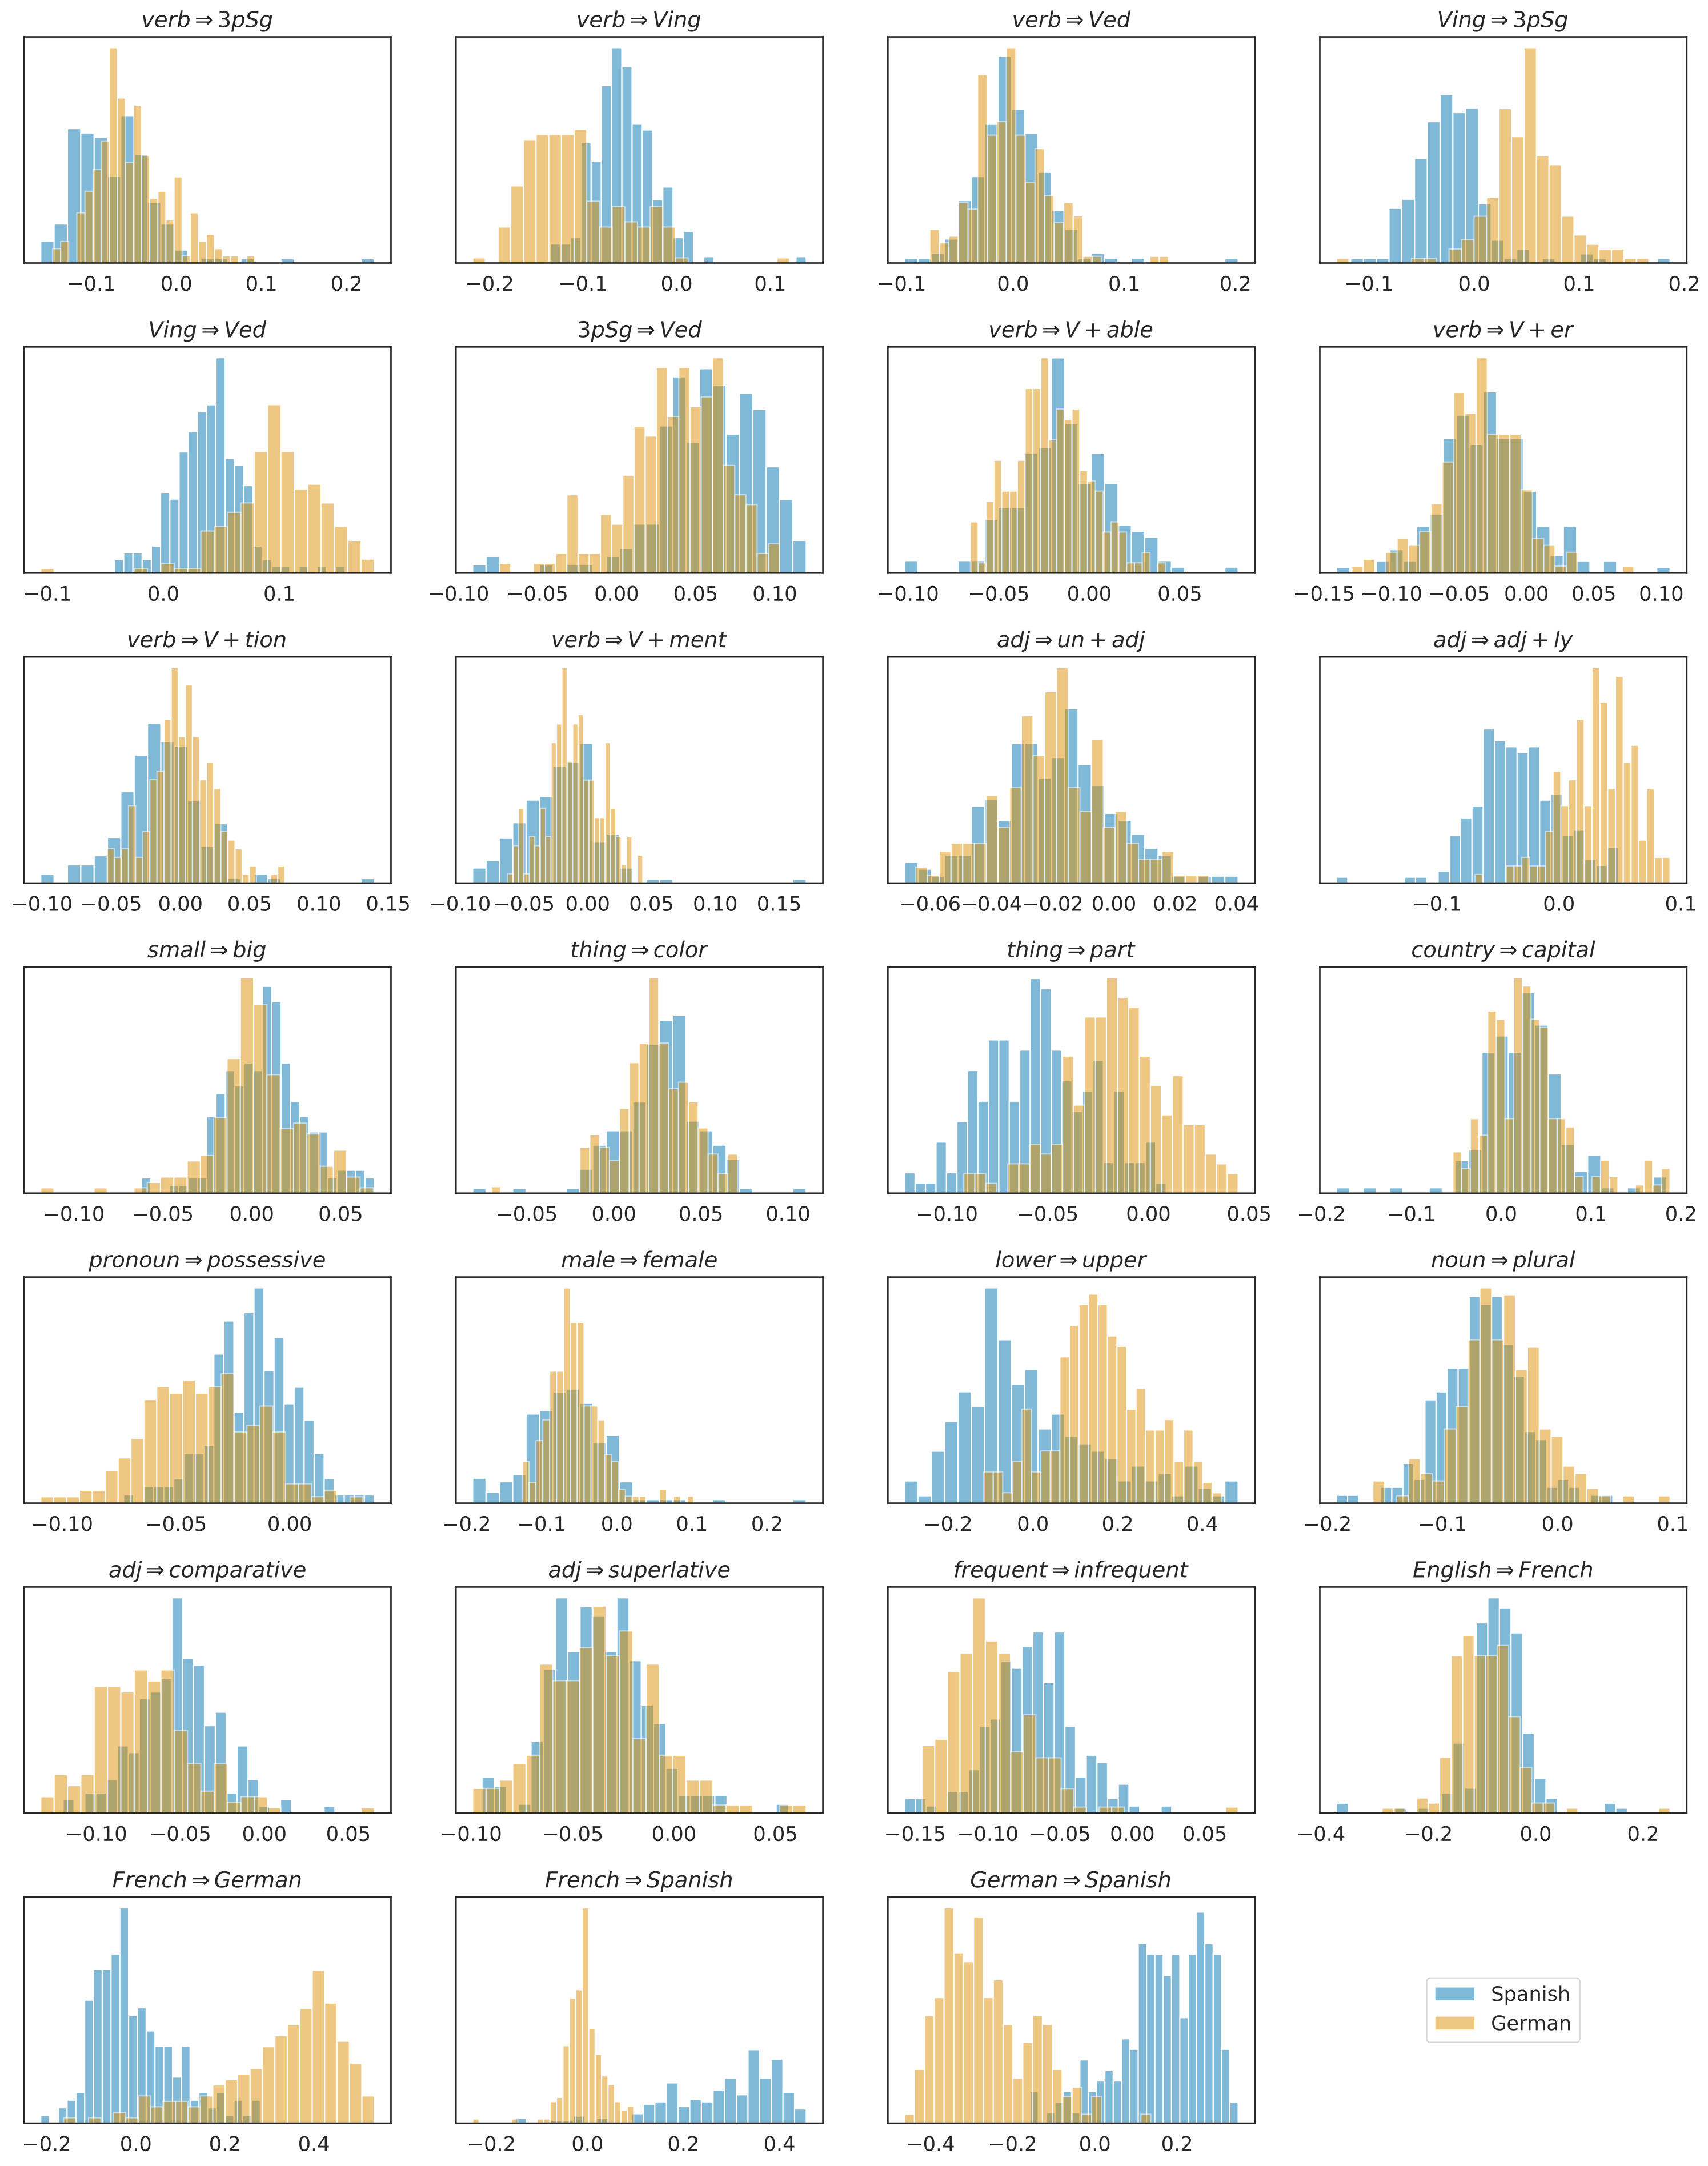 verb ⇒ 3pSg verb ⇒ Ving verb ⇒ Ved Ving ⇒ 3pSg
−0.1 0.0 0.1 0.2 −0.2 −0.1 0.0 0.1 −0.1 0.0 0.1 0.2 −0.1 0.0 0.1 0.2
Ving ⇒ Ved 3pSg ⇒ Ved verb ⇒ V + able verb ⇒ V + er
−0.1 0.0 0.1 −0.10 −0.05 0.00 0.05 0.10 −0.10 −0.05 0.00 0.05 −0.15 −0.10 −0.05 0.00 0.05 0.10
verb ⇒ V + tion verb ⇒ V + ment adj ⇒ un + adj adj ⇒ adj + ly
−0.10 −0.05 0.00 0.05 0.10 0.15 −0.10 −0.05 0.00 0.05 0.10 0.15 −0.06 −0.04 −0.02 0.00 0.02 0.04 −0.1 0.0 0.1
small ⇒ big thing ⇒ color thing ⇒ part country ⇒ capital
−0.10 −0.05 0.00 0.05 −0.05 0.00 0.05 0.10 −0.10 −0.05 0.00 0.05 −0.2 −0.1 0.0 0.1 0.2
pronoun ⇒ possessive male ⇒ female lower ⇒ upper noun ⇒ plural
−0.10 −0.05 0.00 −0.2 −0.1 0.0 0.1 0.2 −0.2 0.0 0.2 0.4 −0.2 −0.1 0.0 0.1
adj ⇒ comparative adj ⇒ superlative frequent ⇒ infrequent English ⇒ French
−0.10 −0.05 0.00 0.05 −0.10 −0.05 0.00 0.05 −0.15 −0.10 −0.05 0.00 0.05 −0.4 −0.2 0.0 0.2
French ⇒ German French ⇒ Spanish German ⇒ Spanish
Spanish
German
−0.2 0.0 0.2 0.4 −0.2 0.0 0.2 0.4 −0.4 −0.2 0.0 0.2